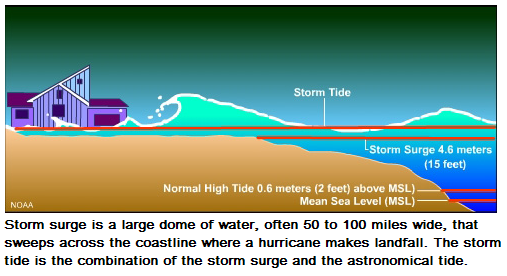 Storm Tide
Storm Surge 4.6 meters
(15 feet)
Normal High Tide 0.6 meters (2 feet) above MSL)
Mean Sea Level (MSL)
NOAA
Storm surge is a large dome of water, often 50 to 100 miles wide, that
sweeps across the coastline where a hurricane makes landfall. The storm
tide is the combination of the storm surge and the astronomical tide.